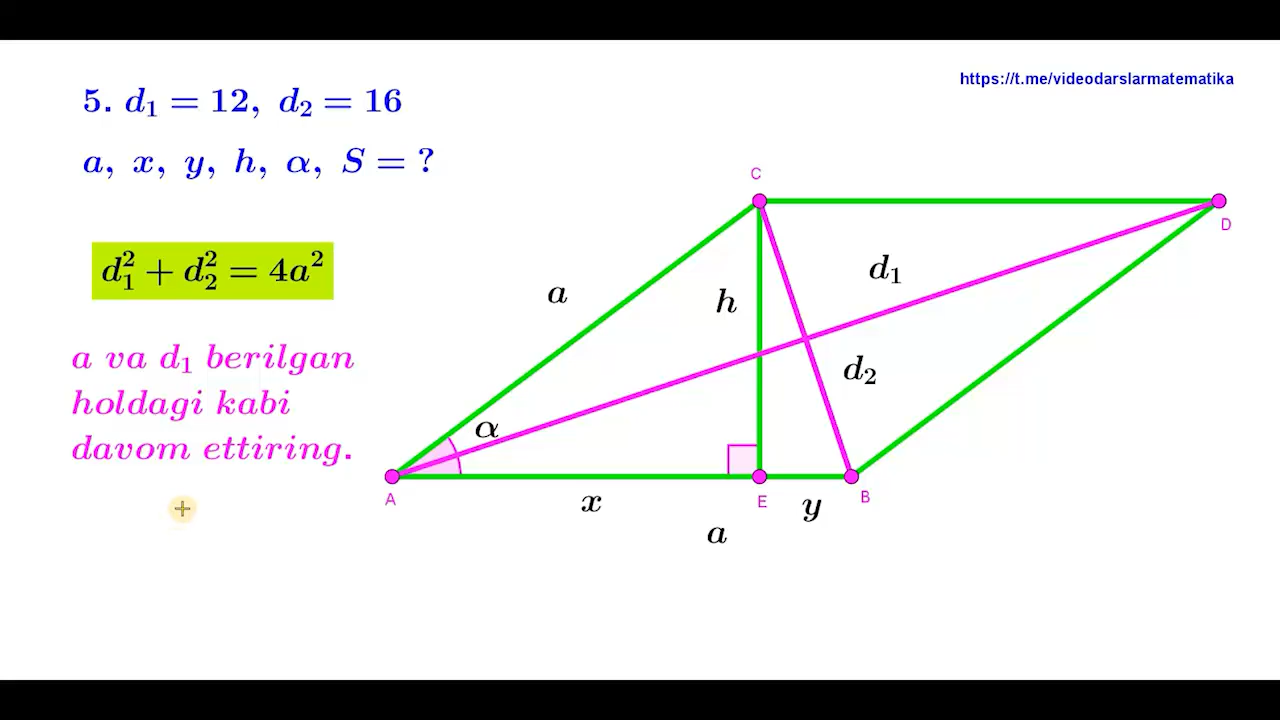 https://t.me/videodarslarmatematika
5. d₁ = 12, d₂ = 16
a, x, y, h, α, S = ?
d₁² + d₂² = 4a²
a va d₁ berilgan
holdagi kabi
davom ettiring.
C
D
d₁
a
h
d₂
α
A
x
E
y
B
a